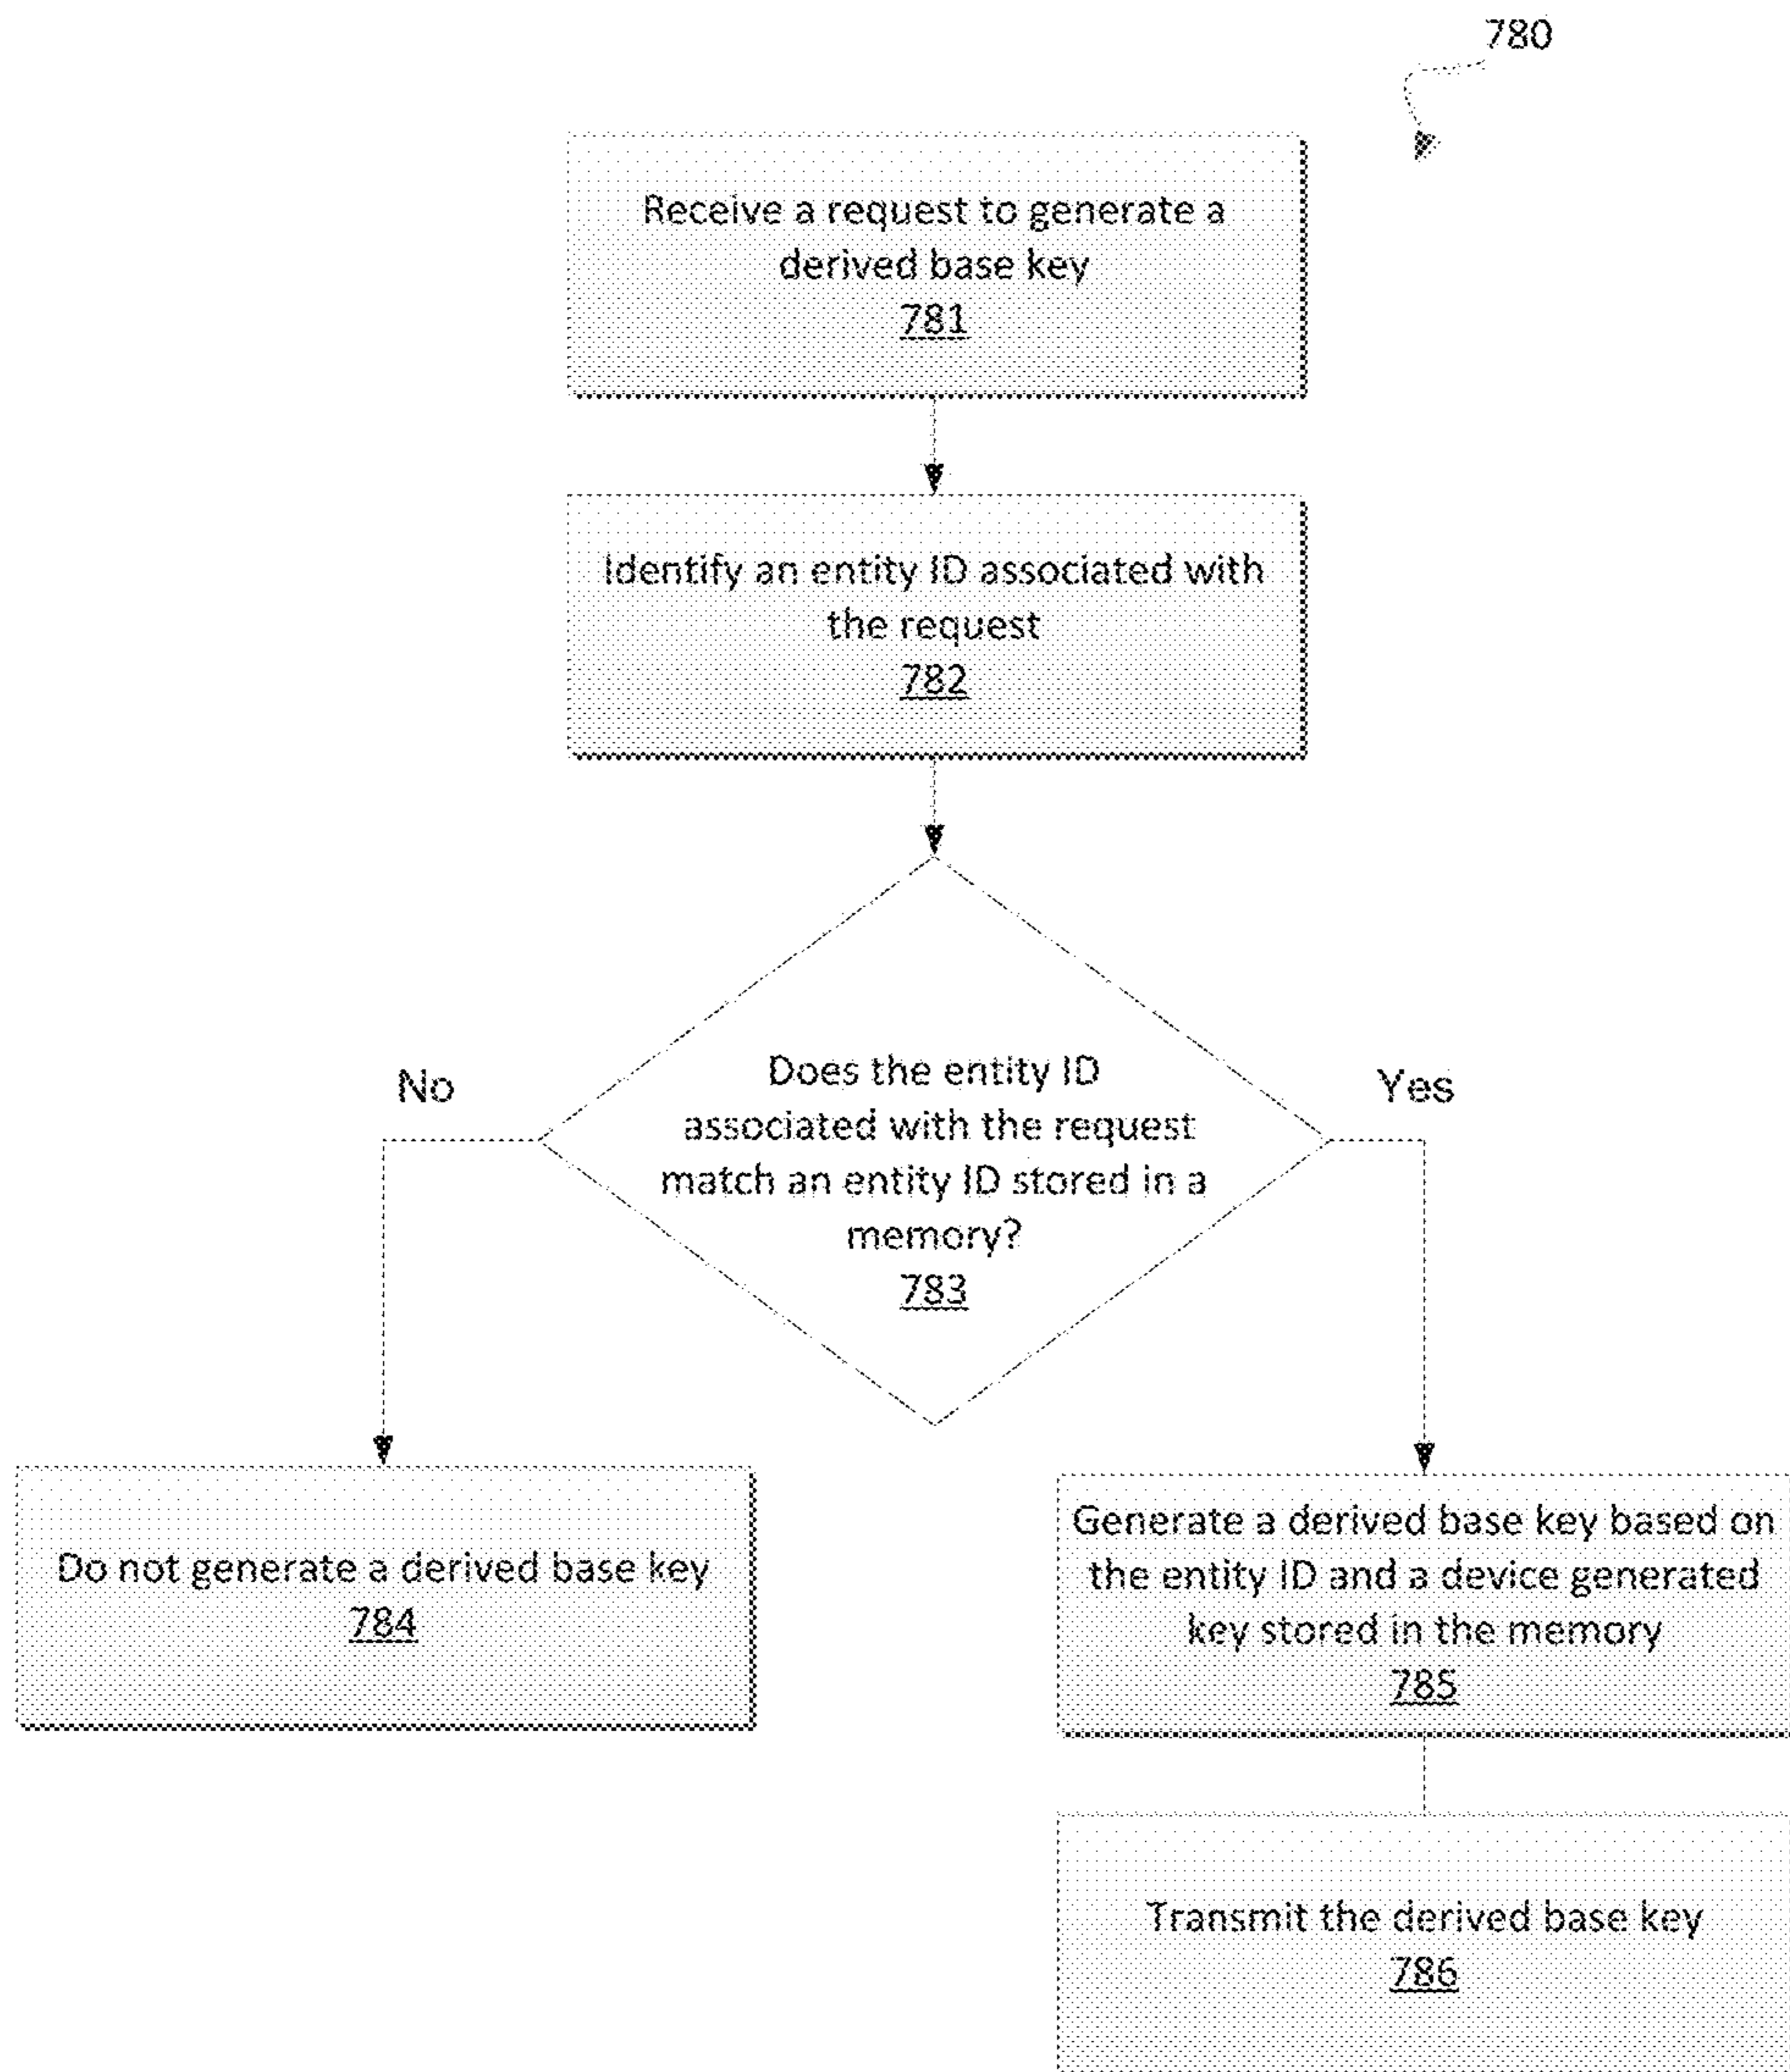 780
Receive a request to generate a
derived base key
781
Identify an entity ID associated with
the request
782
Does the entity ID
associated with the request
match an entity ID stored in a
memory?
783
No
Yes
Do not generate a derived base key
784
Generate a derived base key based on
the entity ID and a device generated
key stored in the memory
785
Transmit the derived base key
786